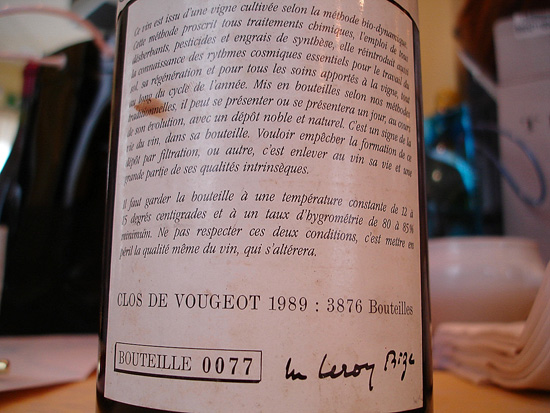 Ce vin est issu d'une vigne cultivée selon la méthode bio-dynamique.
Cette méthode proscrit tous traitements chimiques, l'emploi de tous
désherbants, pesticides et engrais de synthèse, elle réintroduit selon
la connaissance des rythmes cosmiques essentiels pour le travail du
sol, sa régénération et pour tous les soins apportés à la vigne, tout
au long du cycle de l'année. Mis en bouteilles selon nos méthodes
traditionnelles, il peut se présenter ou se présentera un jour, au cours
de son évolution, avec un dépôt noble et naturel. C'est un signe de la
vie du vin, dans sa bouteille. Vouloir empêcher la formation de ce
dépôt par filtration, ou autre, c'est enlever au vin sa vie et une
grande partie de ses qualités intrinsèques.
Il faut garder la bouteille à une température constante de 12 à
15 degrés centigrades et à un taux d'hygrométrie de 80 à 85%
minimum. Ne pas respecter ces deux conditions, c'est mettre en
péril la qualité même du vin, qui s'altérera.
CLOS DE VOUGEOT 1989 : 3876 Bouteilles
BOUTEILLE 0077
Leroy Bize